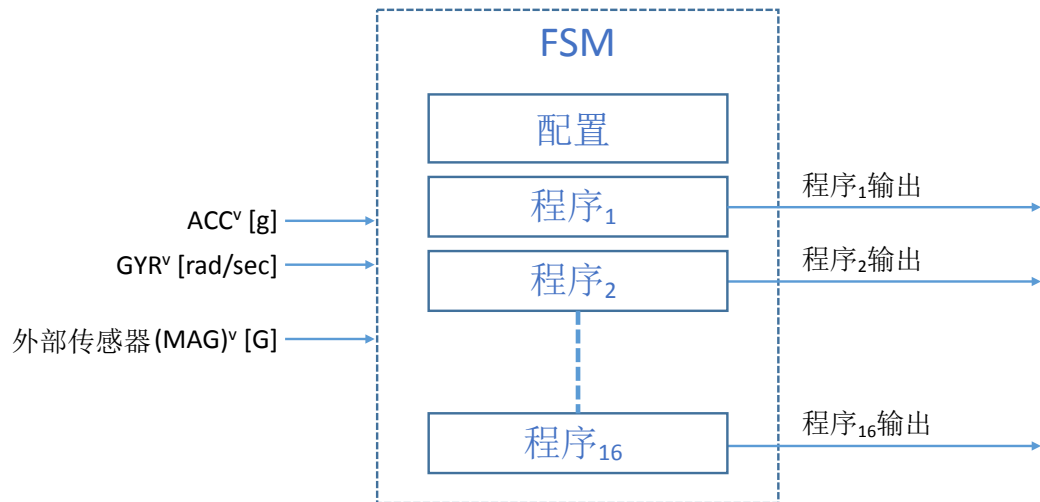 FSM
配置
程序1
程序1输出
ACCv [g]
GYRv [rad/sec]
程序2
程序2输出
外部传感器(MAG)v [G]
程序16
程序16输出